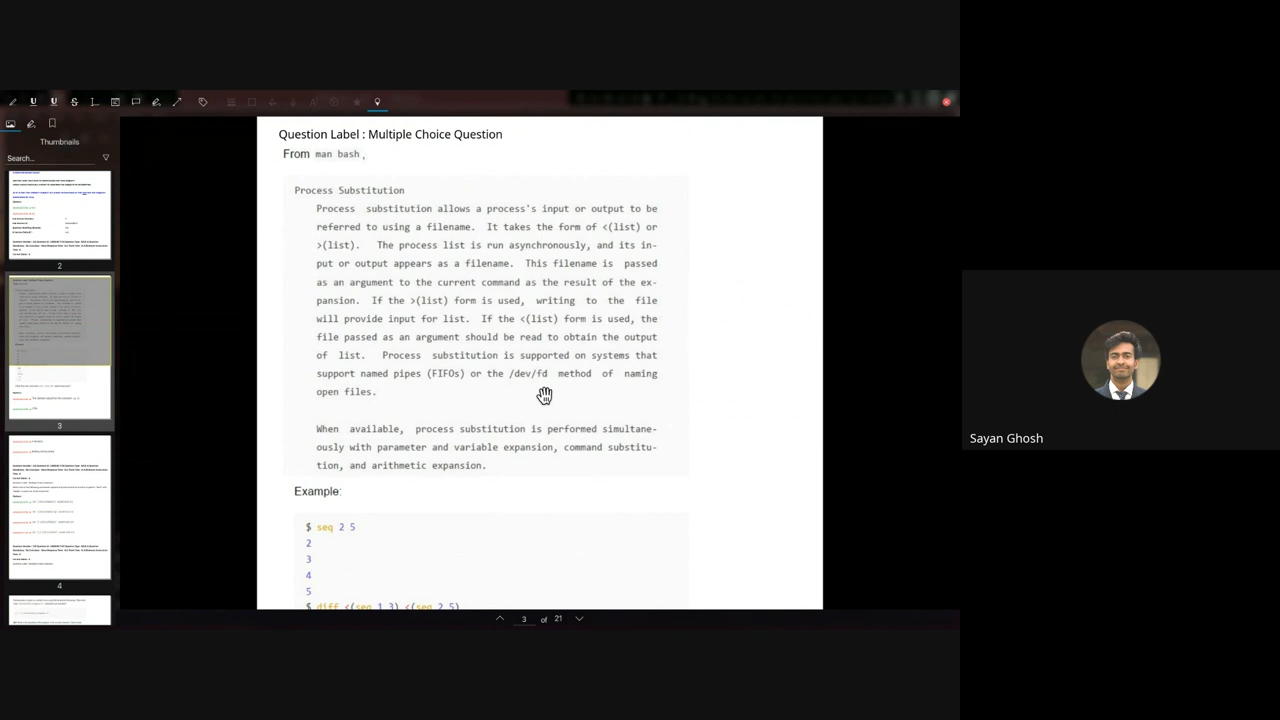 Thumbnails
Search...
2
3
4
Question Label : Multiple Choice Question
From man bash,
Process Substitution
Process substitution allows a process's input or output to be
referred to using a filename. It takes the form of <(list) or
>(list). The process list is run asynchronously, and its in-
put or output appears as a filename. This filename is passed
as an argument to the current command as the result of the ex-
pansion. If the >(list) form is used, writing to the file
will provide input for list. If the <(list) form is used, the
file passed as an argument should be read to obtain the output
of list. Process substitution is supported on systems that
support named pipes (FIFOs) or the /dev/fd method of naming
open files.
When available, process substitution is performed simultane-
ously with parameter and variable expansion, command substitu-
tion, and arithmetic expansion.
Example:
$ seq 2 5
2
3
4
5
$ diff <(seq 1 3) <(seq 2 5)
3 of 21
Sayan Ghosh